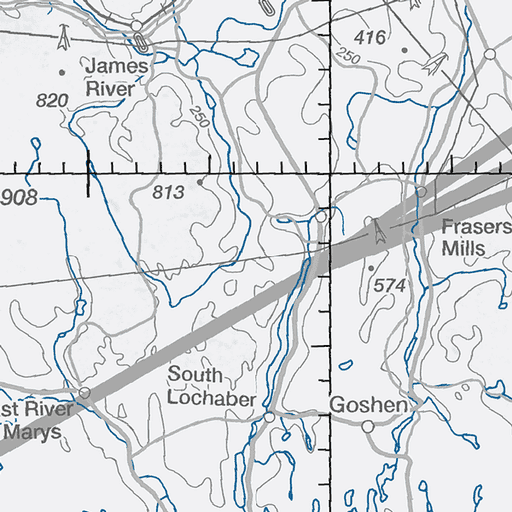 416
250
James
River
820
250
813
908
Frasers
Mills
574
South
Lochaber
Goshen
st River
Marys